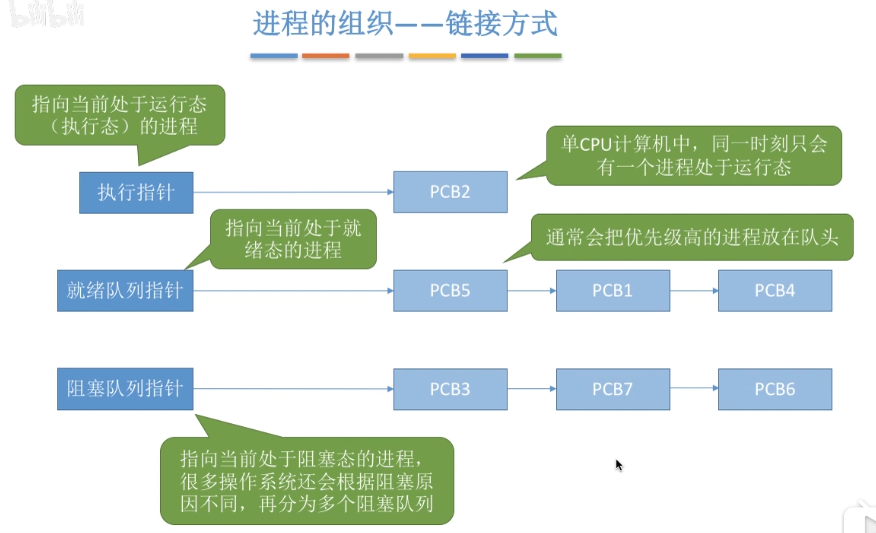 bilibili
进程的组织——链接方式
指向当前处于运行态
（执行态）的进程
单CPU计算机中，同一时刻只会
有一个进程处于运行态
执行指针
PCB2
指向当前处于就
绪态的进程
通常会把优先级高的进程放在队头
就绪队列指针
PCB5
PCB1
PCB4
阻塞队列指针
PCB3
PCB7
PCB6
指向当前处于阻塞态的进程，
很多操作系统还会根据阻塞原
因不同，再分为多个阻塞队列